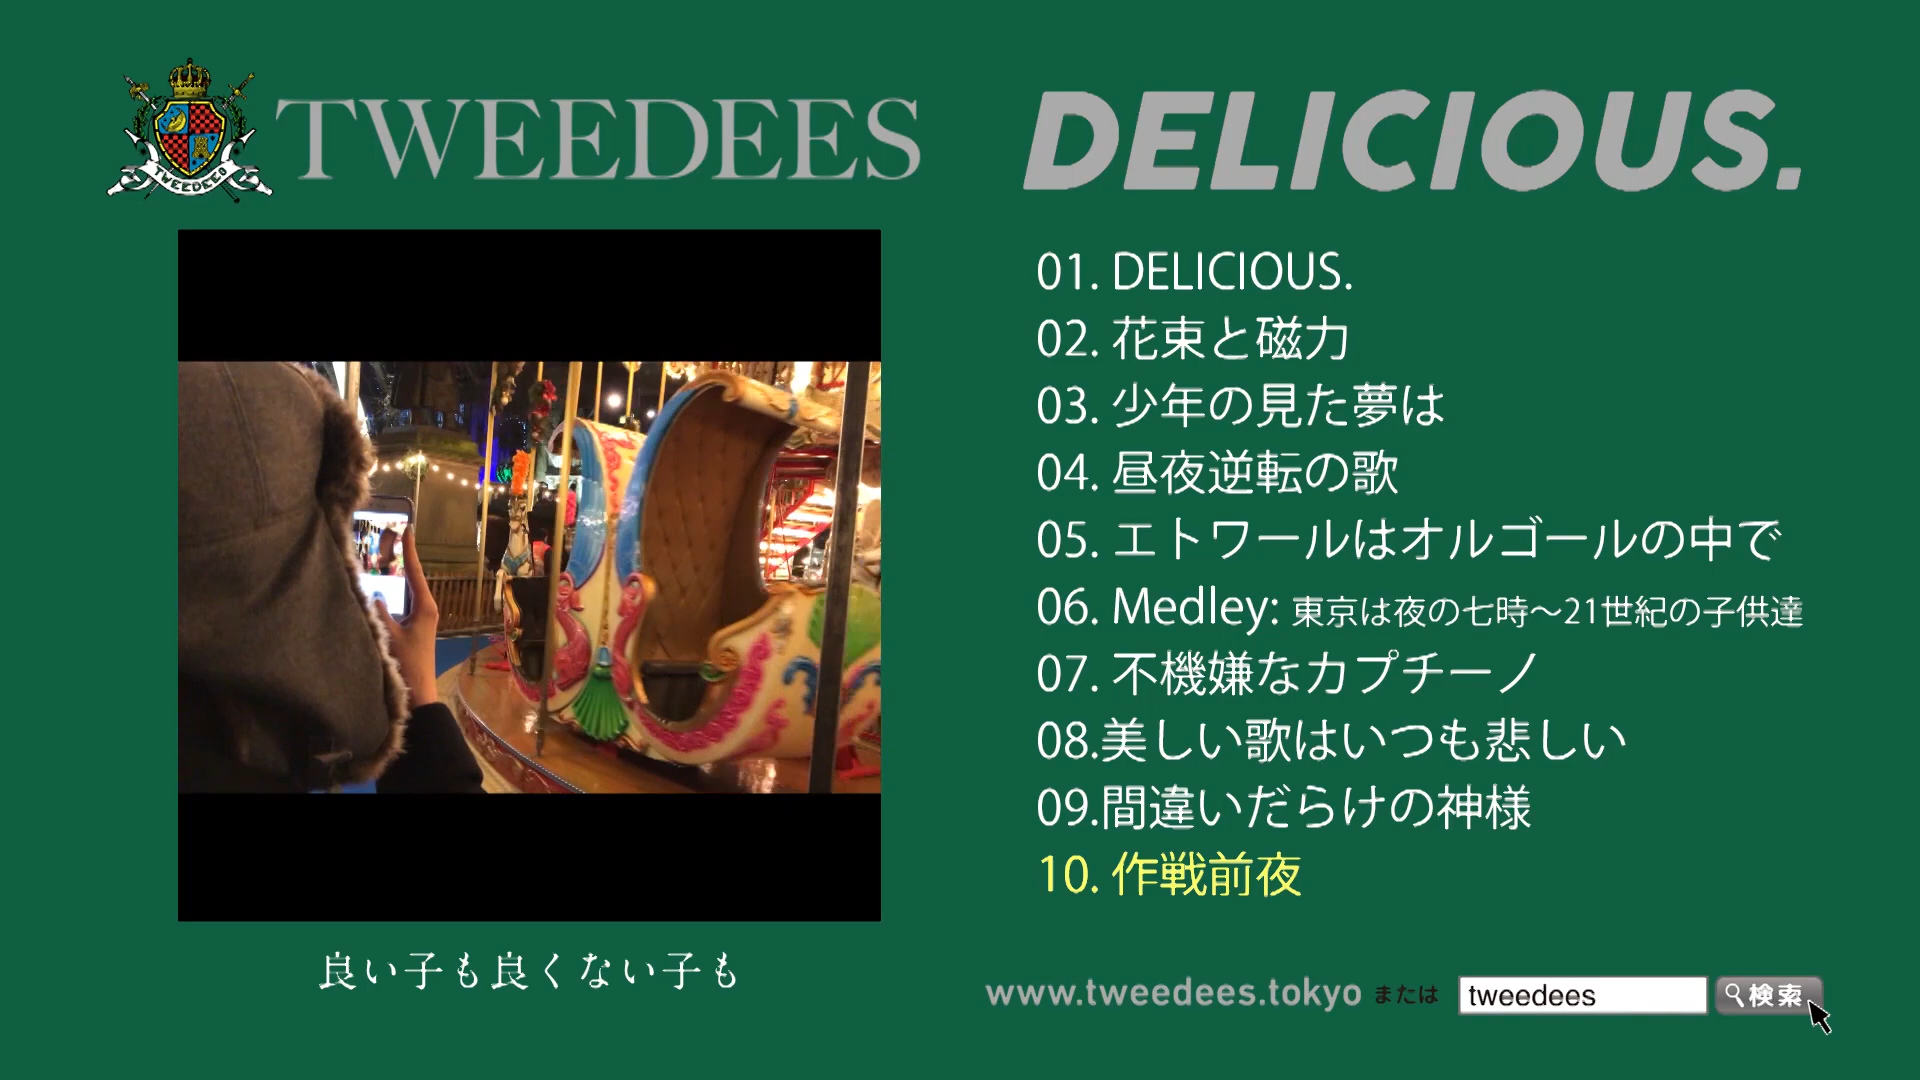 TWEEDEES
TWEEDEES
DELICIOUS.
01. DELICIOUS.
02. 花束と磁力
03. 少年の見た夢は
04. 昼夜逆転の歌
05. エトワールはオルゴールの中で
06. Medley: 東京は夜の七時～21世紀の子供達
07. 不機嫌なカプチーノ
08.美しい歌はいつも悲しい
09.間違いだらけの神様
10. 作戦前夜
良い子も良くない子も
www.tweedees.tokyo または tweedees 検索